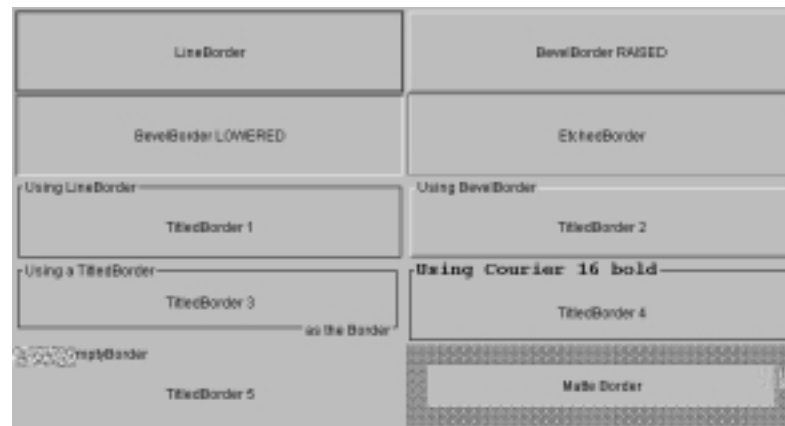 LineBorder
BevelBorder RAISED
BevelBorder LOWERED
EtchedBorder
Using LineBorder
TitledBorder 1
Using BevelBorder
TitledBorder 2
Using a TitledBorder
TitledBorder 3
as the Border
Using Courier 16 bold
TitledBorder 4
TitledBorder 5
Matte Border